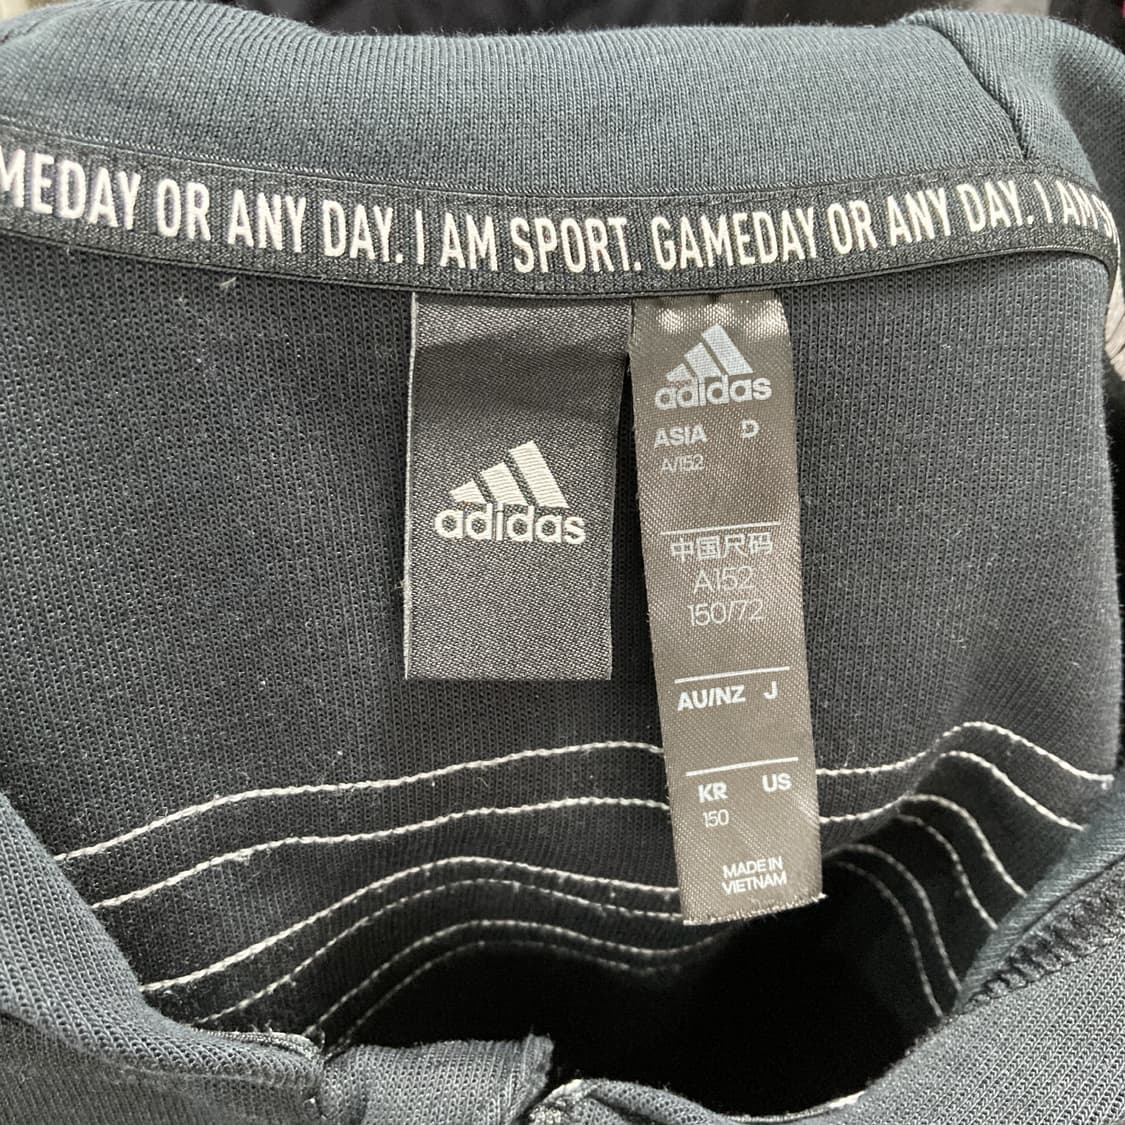 MEDAY OR ANY DAY. I AM SPORT. GAMEDAY OR ANY DAY. I AM S
adidas
adidas
ASIA D
A/152
中国尺码
A152
150/72
AU/NZ J
KR US
150
MADE IN
VIETNAM